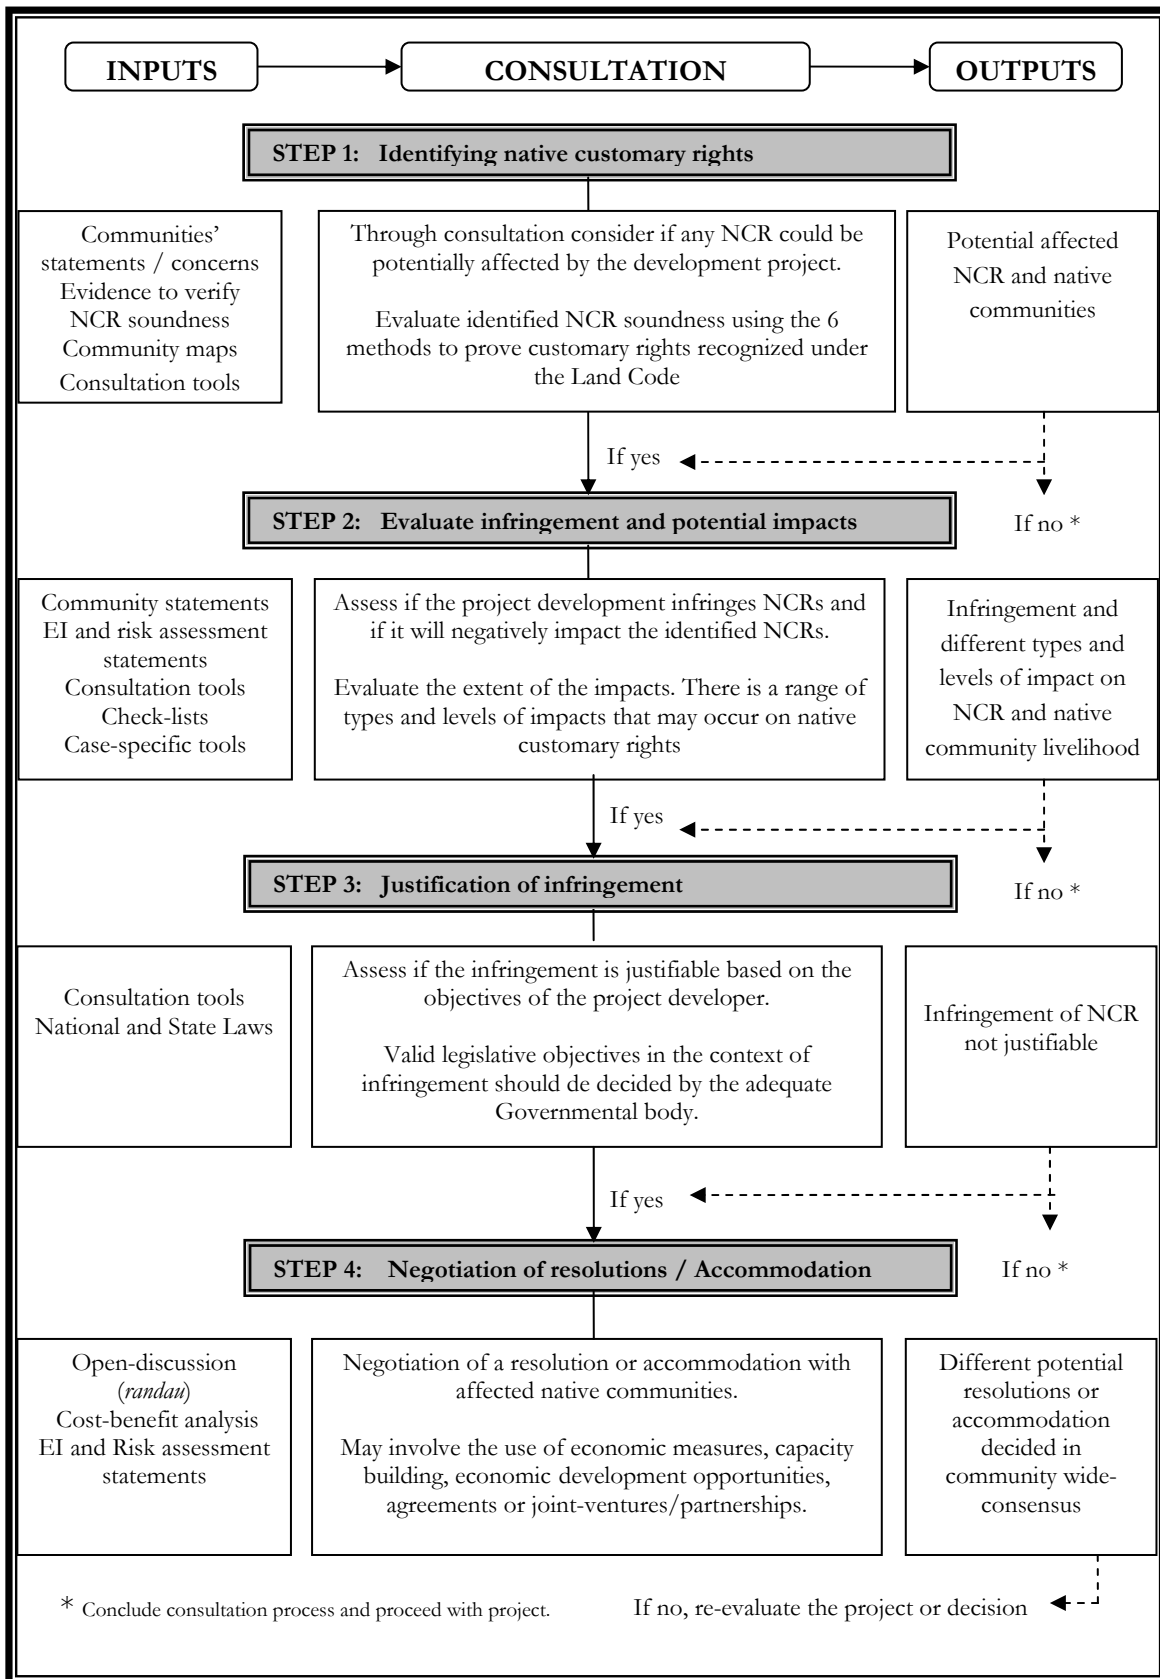 INPUTS
CONSULTATION
OUTPUTS
STEP 1: Identifying native customary rights
Communities'
statements / concerns
Evidence to verify
NCR soundness
Community maps
Consultation tools
Through consultation consider if any NCR could be
potentially affected by the development project.
Evaluate identified NCR soundness using the 6
methods to prove customary rights recognized under
the Land Code
Potential affected
NCR and native
communities
If yes
If no *
STEP 2: Evaluate infringement and potential impacts
Community statements
EI and risk assessment
statements
Consultation tools
Check-lists
Case-specific tools
Assess if the project development infringes NCRs and
if it will negatively impact the identified NCRs.
Evaluate the extent of the impacts. There is a range of
types and levels of impacts that may occur on native
customary rights
Infringement and
different types and
levels of impact on
NCR and native
community livelihood
If yes
If no *
STEP 3: Justification of infringement
Consultation tools
National and State Laws
Assess if the infringement is justifiable based on the
objectives of the project developer.
Valid legislative objectives in the context of
infringement should de decided by the adequate
Governmental body.
Infringement of NCR
not justifiable
If yes
If no *
STEP 4: Negotiation of resolutions / Accommodation
Open-discussion
(randau)
Cost-benefit analysis
EI and Risk assessment
statements
Negotiation of a resolution or accommodation with
affected native communities.
May involve the use of economic measures, capacity
building, economic development opportunities,
agreements or joint-ventures/partnerships.
Different potential
resolutions or
accommodation
decided in
community wide-
consensus
* Conclude consultation process and proceed with project.
If no, re-evaluate the project or decision